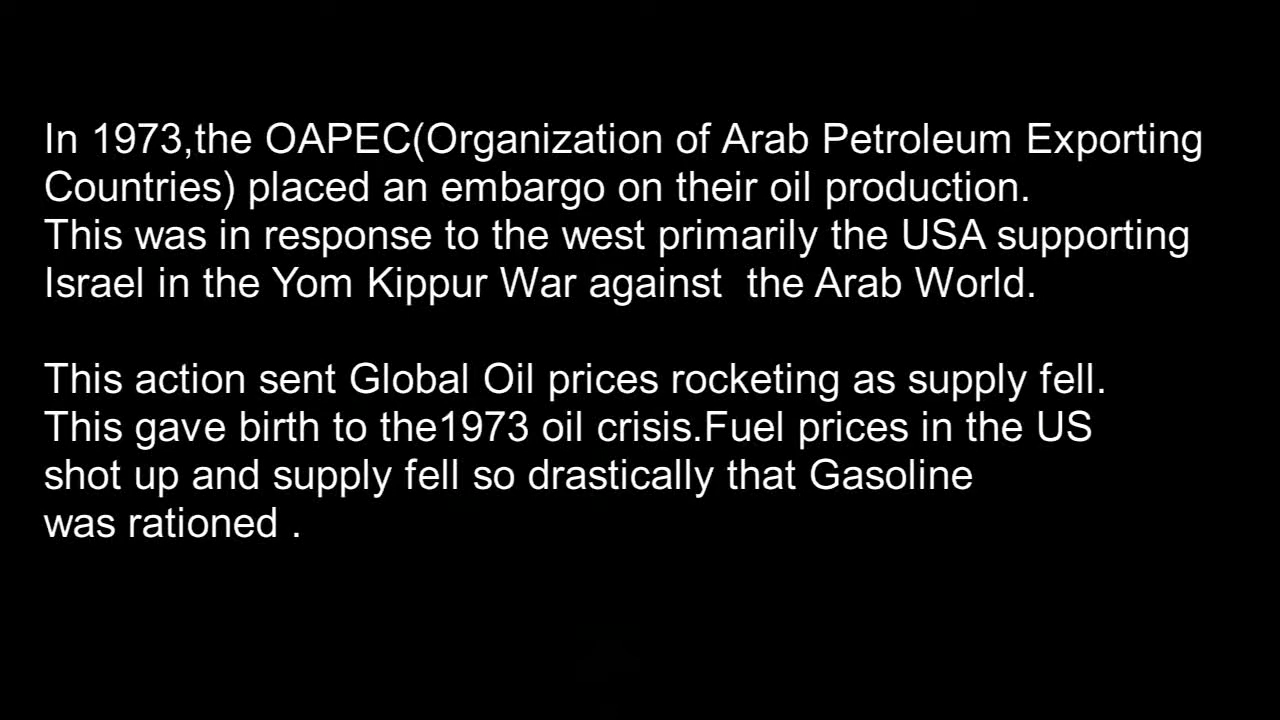 In 1973,the OAPEC(Organization of Arab Petroleum Exporting
Countries) placed an embargo on their oil production.
This was in response to the west primarily the USA supporting
Israel in the Yom Kippur War against  the Arab World.

This action sent Global Oil prices rocketing as supply fell.
This gave birth to the1973 oil crisis.Fuel prices in the US
shot up and supply fell so drastically that Gasoline
was rationed .